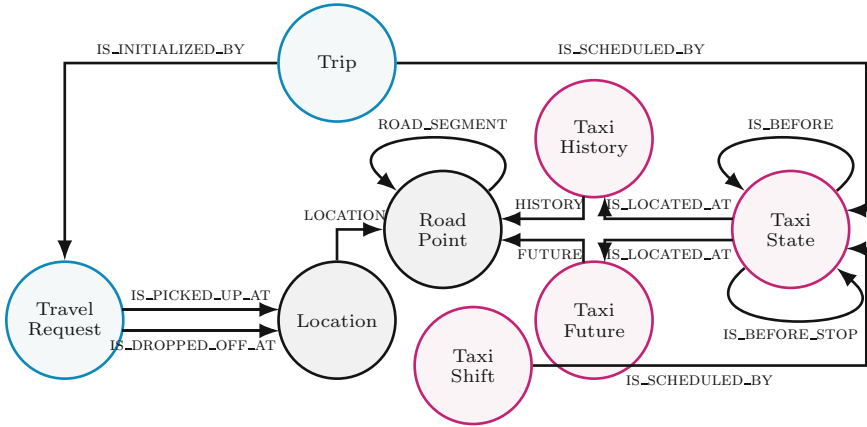 IS_INITIALIZED_BY
Trip
IS_SCHEDULED_BY
ROAD_SEGMENT
Taxi
History
IS_BEFORE
LOCATION
Road
Point
HISTORY
IS_LOCATED_AT
Taxi
State
FUTURE
IS_LOCATED_AT
Travel
Request
IS_PICKED_UP_AT
IS_DROPPED_OFF_AT
Location
Taxi
Future
IS_BEFORE_STOP
Taxi
Shift
IS_SCHEDULED_BY